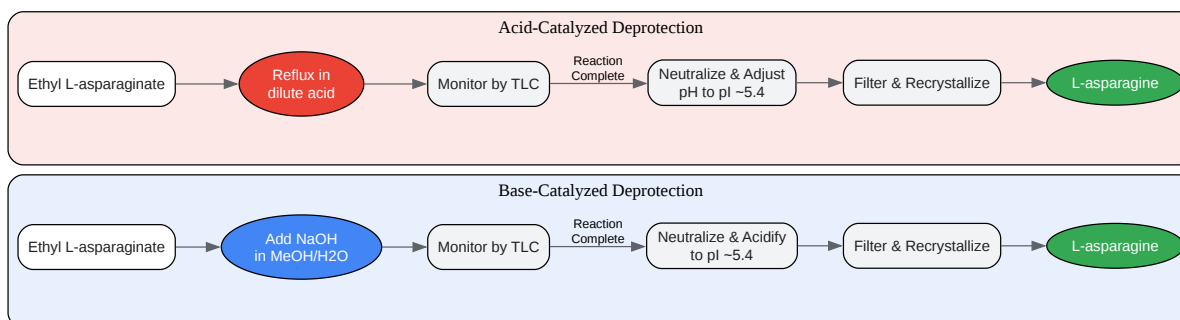 Acid-Catalyzed Deprotection
Ethyl L-asparaginate
Reflux in
dilute acid
Monitor by TLC
Reaction
Complete
Neutralize & Adjust
pH to pI ~5.4
Filter & Recrystallize
L-asparagine
Base-Catalyzed Deprotection
Ethyl L-asparaginate
Add NaOH
in MeOH/H2O
Monitor by TLC
Reaction
Complete
Neutralize & Acidify
to pI ~5.4
Filter & Recrystallize
L-asparagine